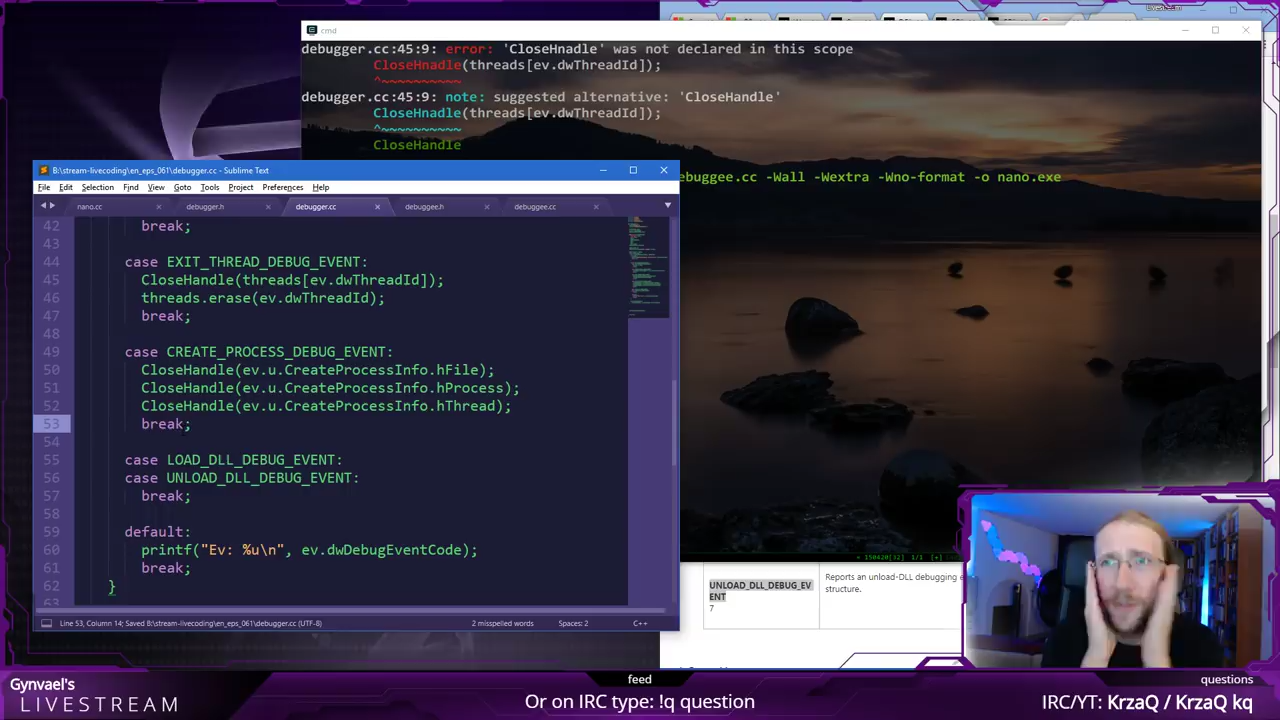 Livestream
cmd
debugger.cc:45:9: error: 'CloseHnadle' was not declared in this scope
CloseHnadle(threads[ev.dwThreadId]);
^~~~~~~~~~~
debugger.cc:45:9: note: suggested alternative: 'CloseHandle'
CloseHnadle(threads[ev.dwThreadId]);
^~~~~~~~~~~
CloseHandle
ebuggee.cc -Wall -Wextra -Wno-format -o nano.exe
B:\stream-livecoding\en_eps_061\debugger.cc - Sublime Text
File Edit Selection Find View Goto Tools Project Preferences Help
nano.cc debugger.h debugger.cc debuggee.h debuggee.cc
42 break;
43
44 case EXIT_THREAD_DEBUG_EVENT:
45 CloseHandle(threads[ev.dwThreadId]);
46 threads.erase(ev.dwThreadId);
47 break;
48
49 case CREATE_PROCESS_DEBUG_EVENT:
50 CloseHandle(ev.u.CreateProcessInfo.hFile);
51 CloseHandle(ev.u.CreateProcessInfo.hProcess);
52 CloseHandle(ev.u.CreateProcessInfo.hThread);
53 break;
54
55 case LOAD_DLL_DEBUG_EVENT:
56 case UNLOAD_DLL_DEBUG_EVENT:
57 break;
58
59 default:
60 printf("Ev: %u\n", ev.dwDebugEventCode);
61 break;
62 }
63
Line 53, Column 14; Saved B:\stream-livecoding\en_eps_061\debugger.cc (UTF-8) 2 misspelled words Spaces: 2 C++
150420[32] 1/1 [+]
UNLOAD_DLL_DEBUG_EV
ENT
7
Reports an unload-DLL debugging
structure.
Gynvael's
LIVESTREAM
feed
Or on IRC type: !q question
questions
IRC/YT: KrzaQ / KrzaQ kq